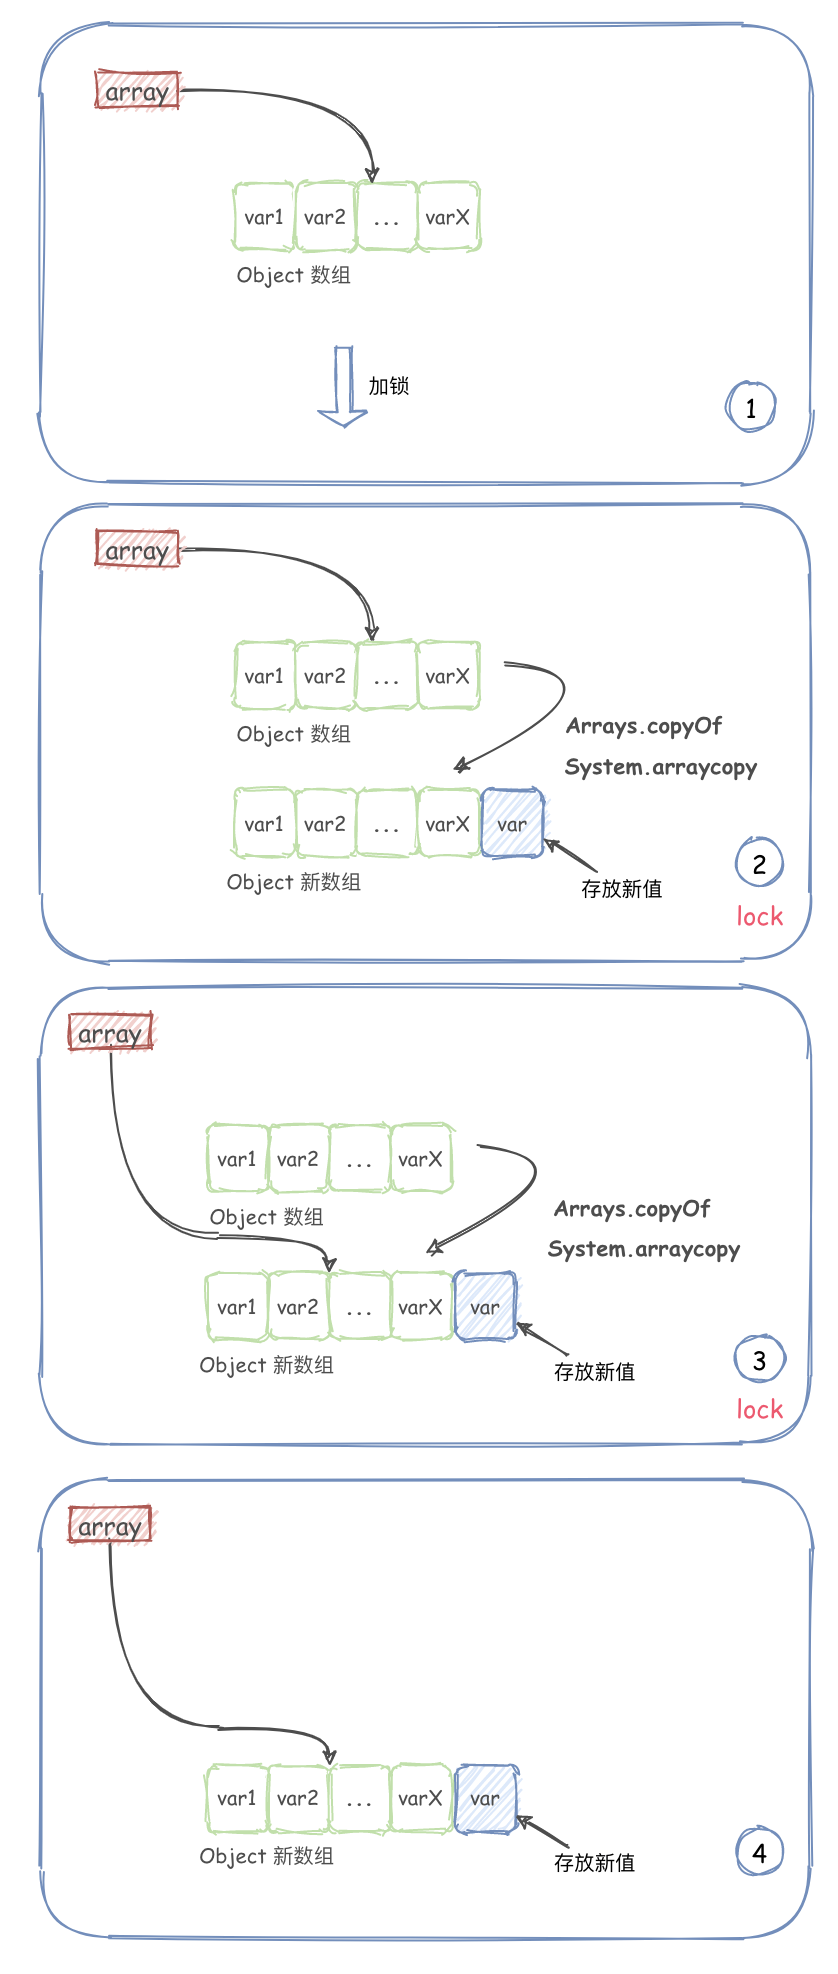 array
var1 var2 ... varX
Object 数组
加锁
1
array
var1 var2 ... varX
Object 数组
Arrays.copyOf
System.arraycopy
var1 var2 ... varX var
Object 新数组
存放新值
2
lock
array
var1 var2 ... varX
Object 数组
Arrays.copyOf
System.arraycopy
var1 var2 ... varX var
Object 新数组
存放新值
3
lock
array
var1 var2 ... varX var
Object 新数组
存放新值
4